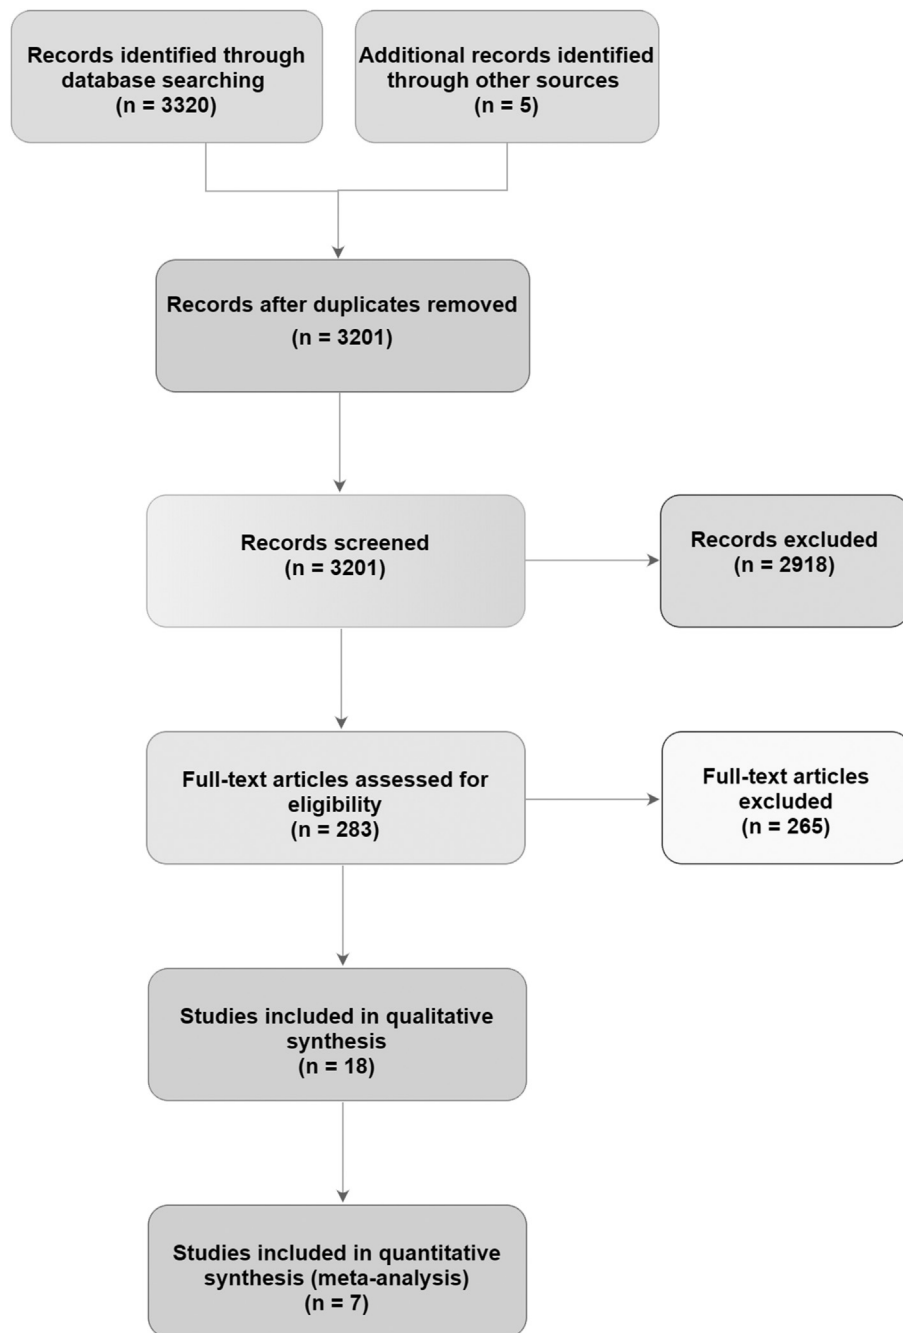 Records identified through
database searching
(n = 3320)
Additional records identified
through other sources
(n = 5)
Records after duplicates removed
(n = 3201)
Records screened
(n = 3201)
Records excluded
(n = 2918)
Full-text articles assessed for
eligibility
(n = 283)
Full-text articles
excluded
(n = 265)
Studies included in qualitative
synthesis
(n = 18)
Studies included in quantitative
synthesis (meta-analysis)
(n = 7)